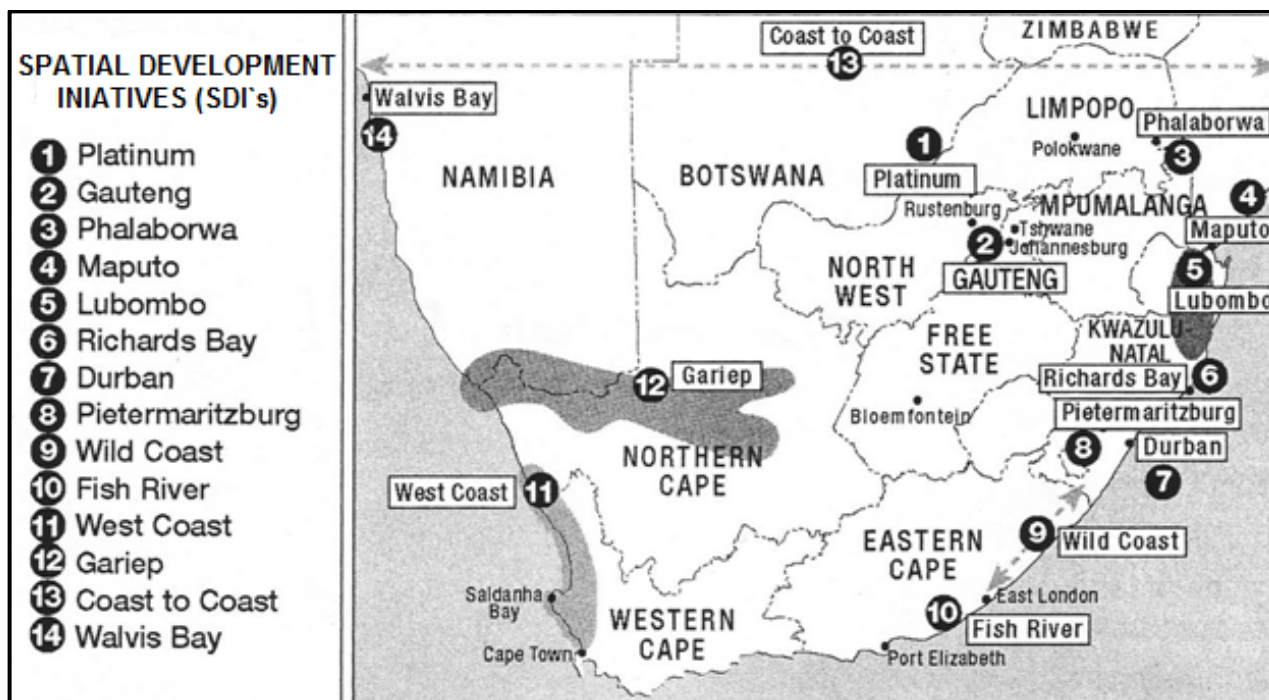 SPATIAL DEVELOPMENT
INIATIVES (SDI`s)
1 Platinum
2 Gauteng
3 Phalaborwa
4 Maputo
5 Lubombo
6 Richards Bay
7 Durban
8 Pietermaritzburg
9 Wild Coast
10 Fish River
11 West Coast
12 Gariep
13 Coast to Coast
14 Walvis Bay
Coast to Coast
13
ZIMBABWE
Walvis Bay
14
LIMPOPO
Phalaborwa
3
Polokwane
1
Platinum
NAMIBIA
BOTSWANA
MPUMALANGA
4
Maputo
Rustenburg
Tshwane
2
Johannesburg
GAUTENG
5
Lubombo
NORTH
WEST
FREE
STATE
KWAZULU-
NATAL
12
Gariep
Richards Bay
6
Bloemfontein
Pietermaritzburg
8
Durban
7
NORTHERN
CAPE
West Coast
11
EASTERN
CAPE
9
Wild Coast
Saldanha
Bay
WESTERN
CAPE
10
East London
Fish River
Cape Town
Port Elizabeth